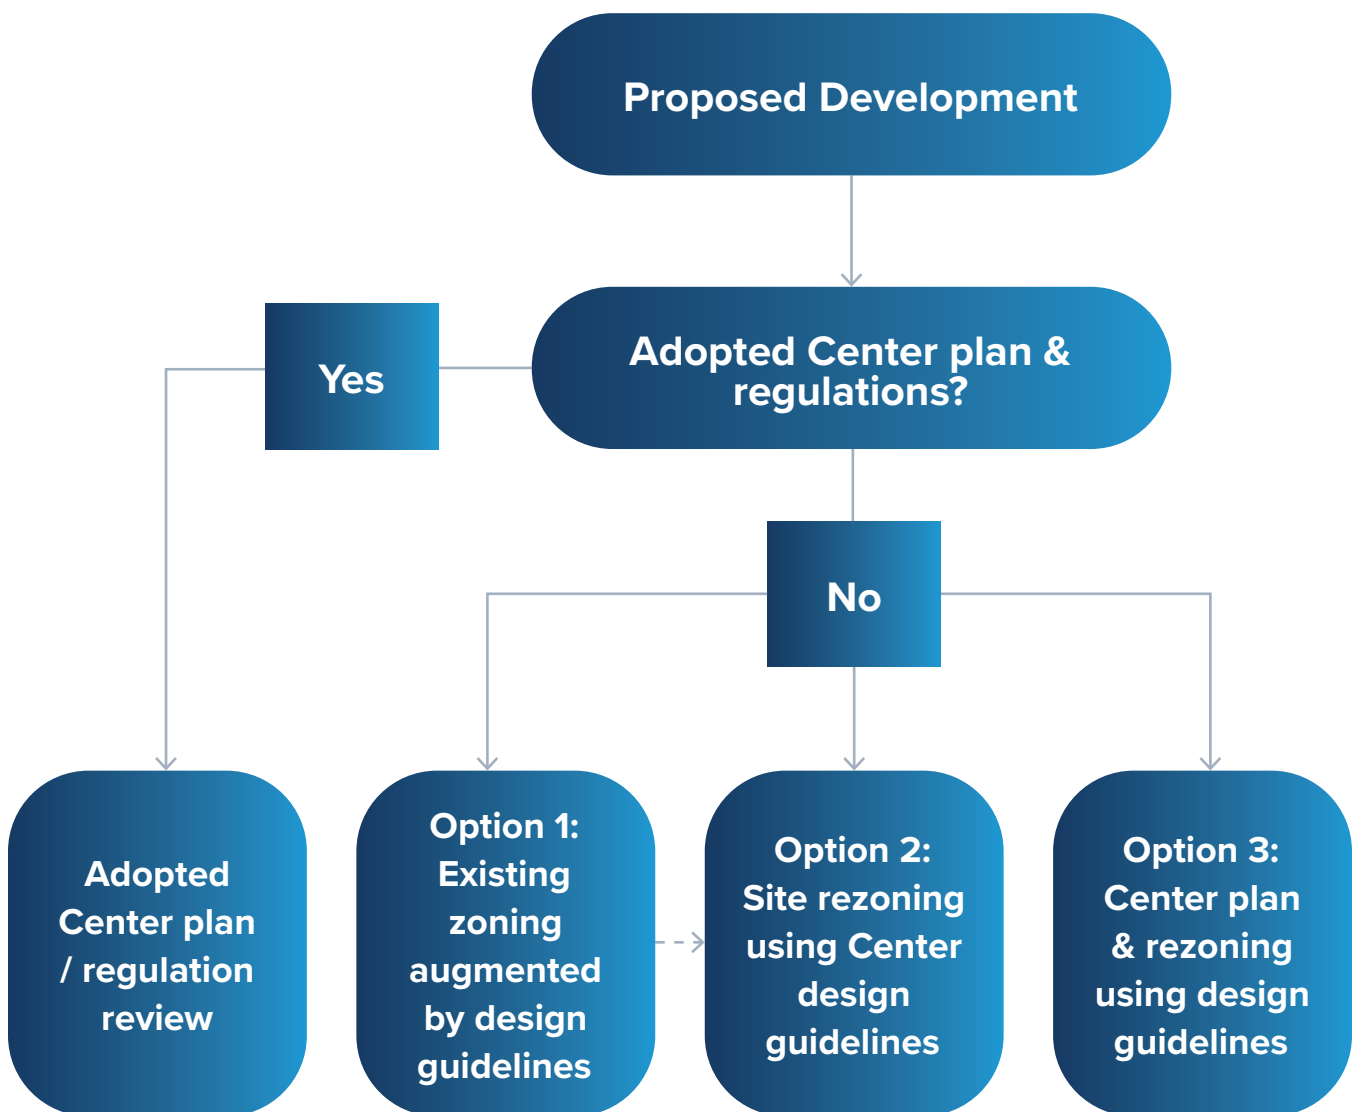 Proposed Development
Adopted Center plan &
regulations?
Yes
No
Adopted
Center plan
/ regulation
review
Option 1:
Existing
zoning
augmented
by design
guidelines
Option 2:
Site rezoning
using Center
design
guidelines
Option 3:
Center plan
& rezoning
using design
guidelines